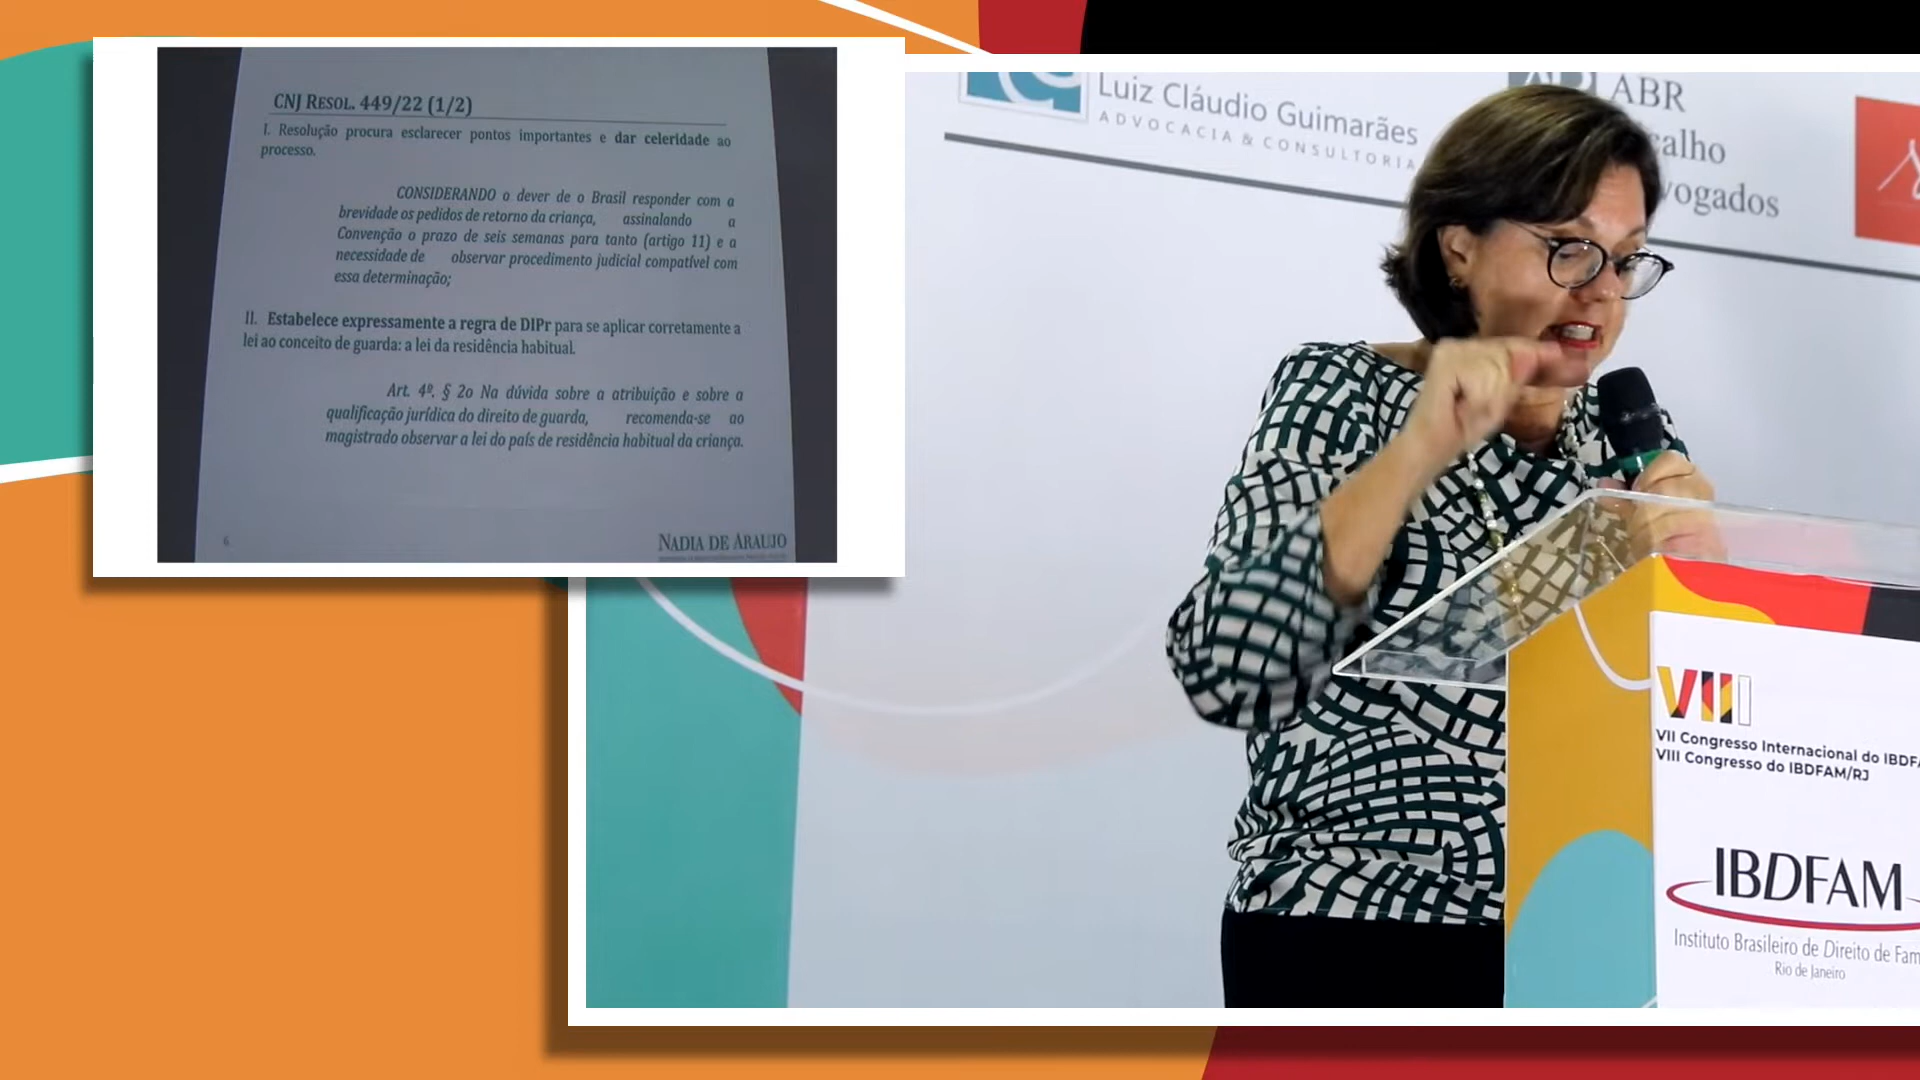 CNJ RESOL. 449/22 (1/2)
I. Resolução procura esclarecer pontos importantes e dar celeridade ao
processo.
CONSIDERANDO o dever de o Brasil responder com a
brevidade os pedidos de retorno da criança, assinalando a
Convenção o prazo de seis semanas para tanto (artigo 11) e a
necessidade de observar procedimento judicial compatível com
essa determinação;
II. Estabelece expressamente a regra de DIPr para se aplicar corretamente a
lei ao conceito de guarda: a lei da residência habitual.
Art. 4º. § 2o Na dúvida sobre a atribuição e sobre a
qualificação jurídica do direito de guarda, recomenda-se ao
magistrado observar a lei do país de residência habitual da criança.
6
NADIA DE ARAUJO
Luiz Cláudio Guimarães
ADVOCACIA & CONSULTORIA
ABR
alho
vogados
VIII
VII Congresso Internacional do IBDF
VIII Congresso do IBDFAM/RJ
IBDFAM
Instituto Brasileiro de Direito de Fam
Rio de Janeiro